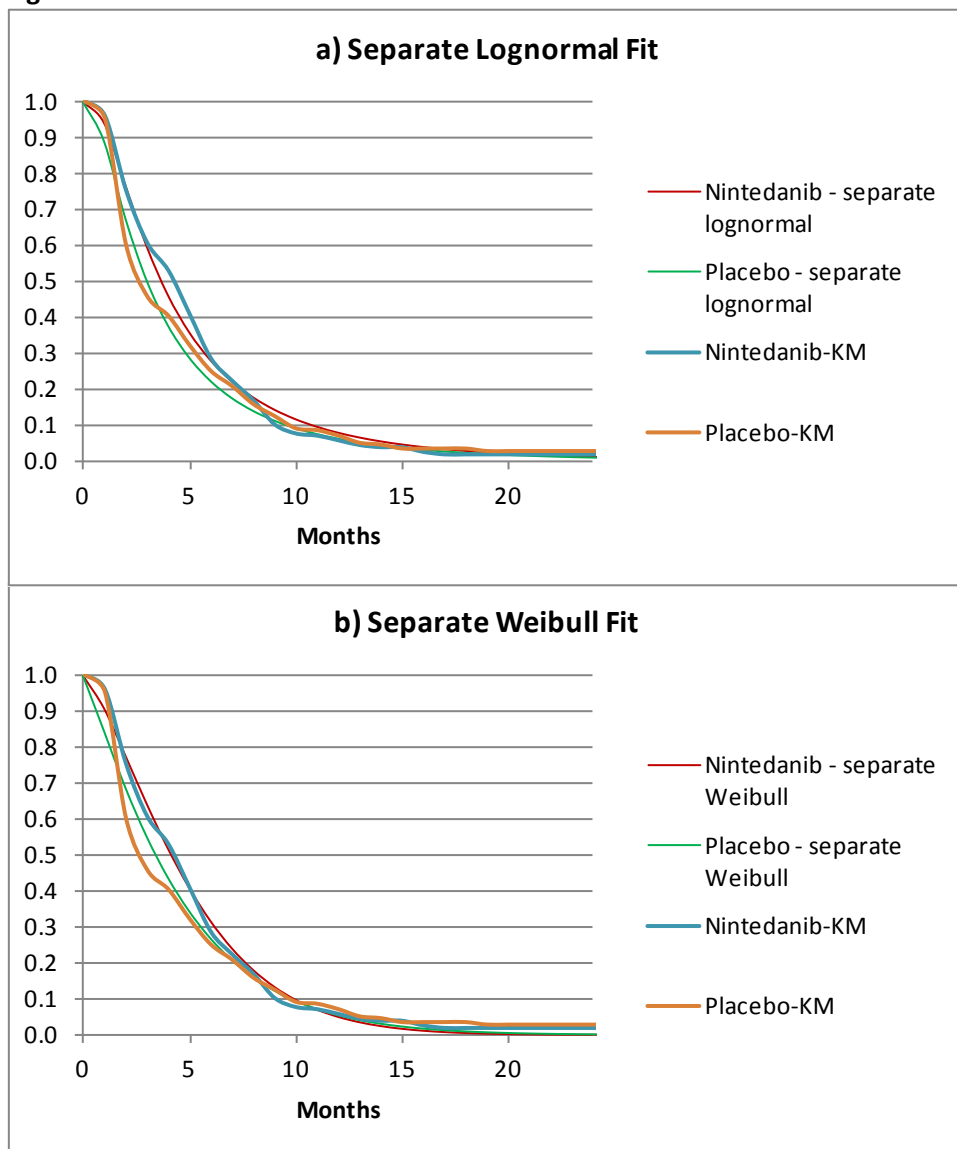 a) Separate Lognormal Fit
1.0
0.9
0.8
0.7
0.6
0.5
0.4
0.3
0.2
0.1
0.0
0 5 10 15 20
Months
Nintedanib - separate
lognormal
Placebo - separate
lognormal
Nintedanib-KM
Placebo-KM
b) Separate Weibull Fit
1.0
0.9
0.8
0.7
0.6
0.5
0.4
0.3
0.2
0.1
0.0
0 5 10 15 20
Months
Nintedanib - separate
Weibull
Placebo - separate
Weibull
Nintedanib-KM
Placebo-KM